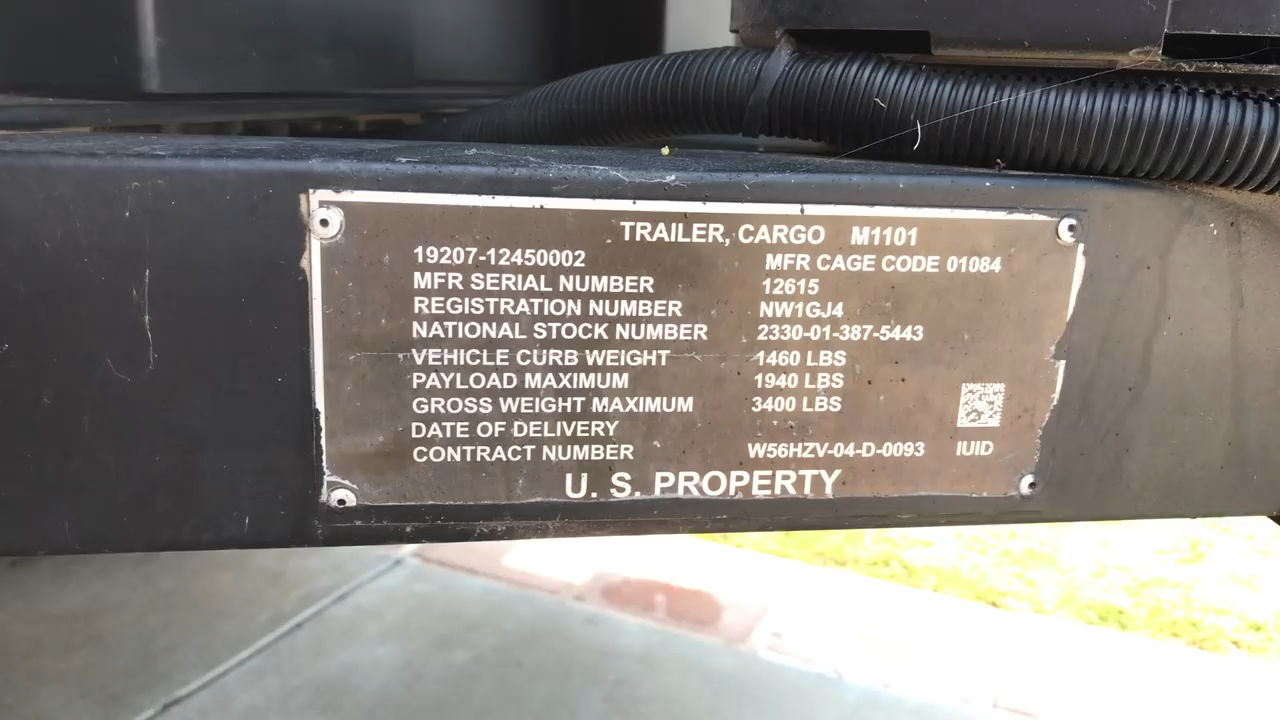 TRAILER, CARGO M1101
19207-12450002 MFR CAGE CODE 01084
MFR SERIAL NUMBER 12615
REGISTRATION NUMBER NW1GJ4
NATIONAL STOCK NUMBER 2330-01-387-5443
VEHICLE CURB WEIGHT 1460 LBS
PAYLOAD MAXIMUM 1940 LBS
GROSS WEIGHT MAXIMUM 3400 LBS
DATE OF DELIVERY
CONTRACT NUMBER W56HZV-04-D-0093 IUID
U. S. PROPERTY